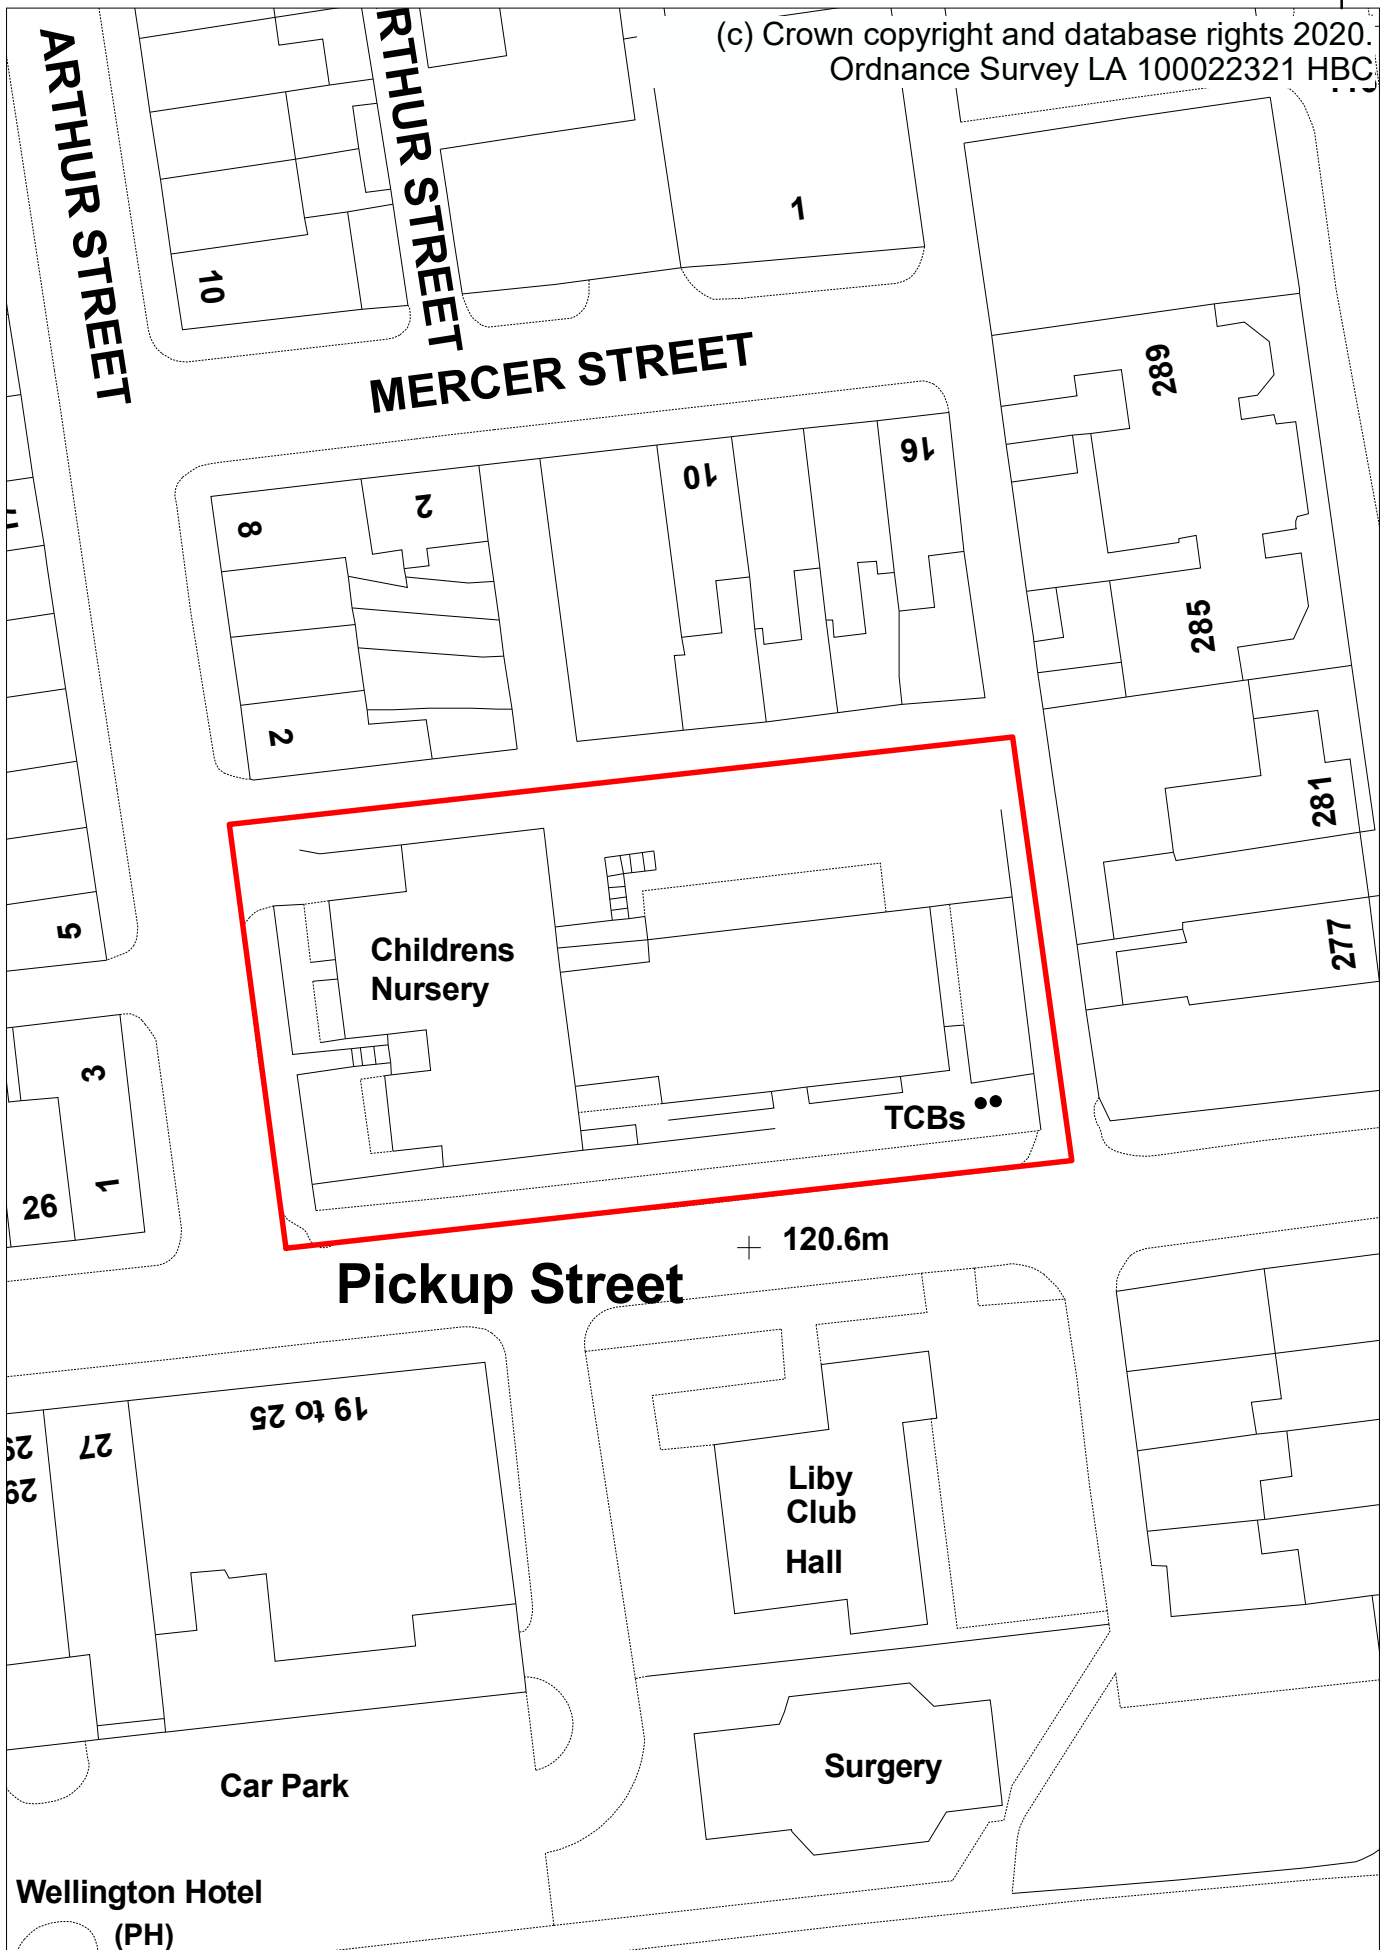 (c) Crown copyright and database rights 2020.
Ordnance Survey LA 100022321 HBC
ARTHUR STREET
RTHUR STREET
1
10
MERCER STREET
289
16
10
2
8
285
2
281
5
277
Childrens
Nursery
3
TCBs
1
26
120.6m
Pickup Street
19 to 25
27
29
Liby
Club
Hall
Surgery
Car Park
Wellington Hotel
(PH)